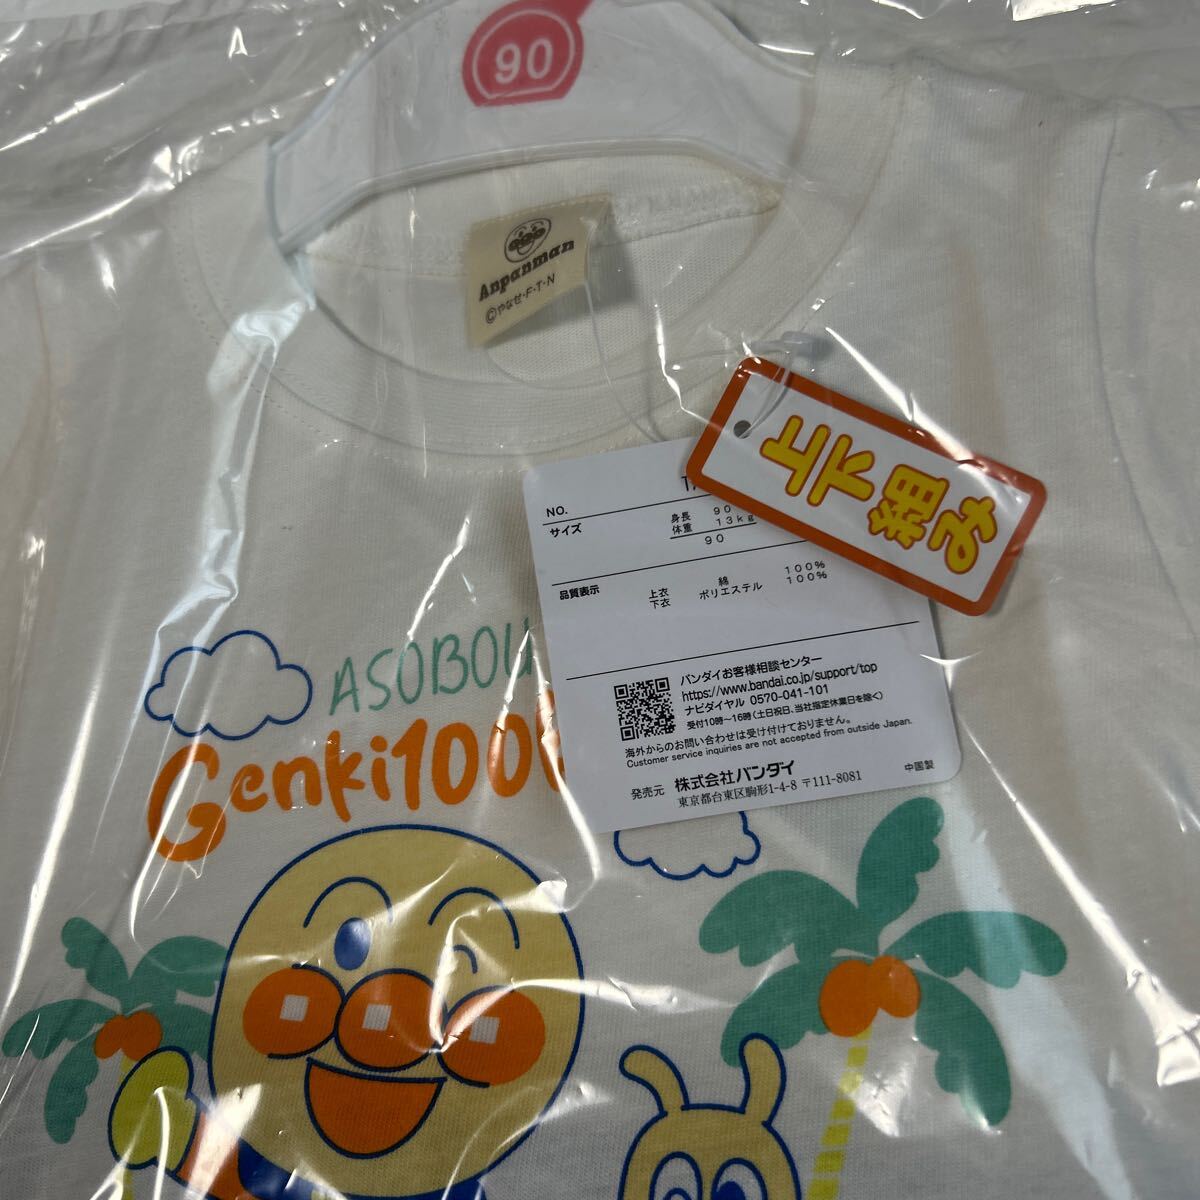 90
Anpanman
©やなせ・F・T・N
上下組み
NO.
サイズ
身長 90
体重 13kg
90
品質表示
上衣 綿 100%
下衣 ポリエステル 100%
バンダイお客様相談センター
https://www.bandai.co.jp/support/top
ナビダイヤル 0570-041-101
受付10時～16時(土日祝日、当社指定休業日を除く)
海外からのお問い合わせは受け付けておりません。
Customer service inquiries are not accepted from outside Japan.
発売元 株式会社バンダイ 中国製
東京都台東区駒形1-4-8 〒111-8081
ASOBOU